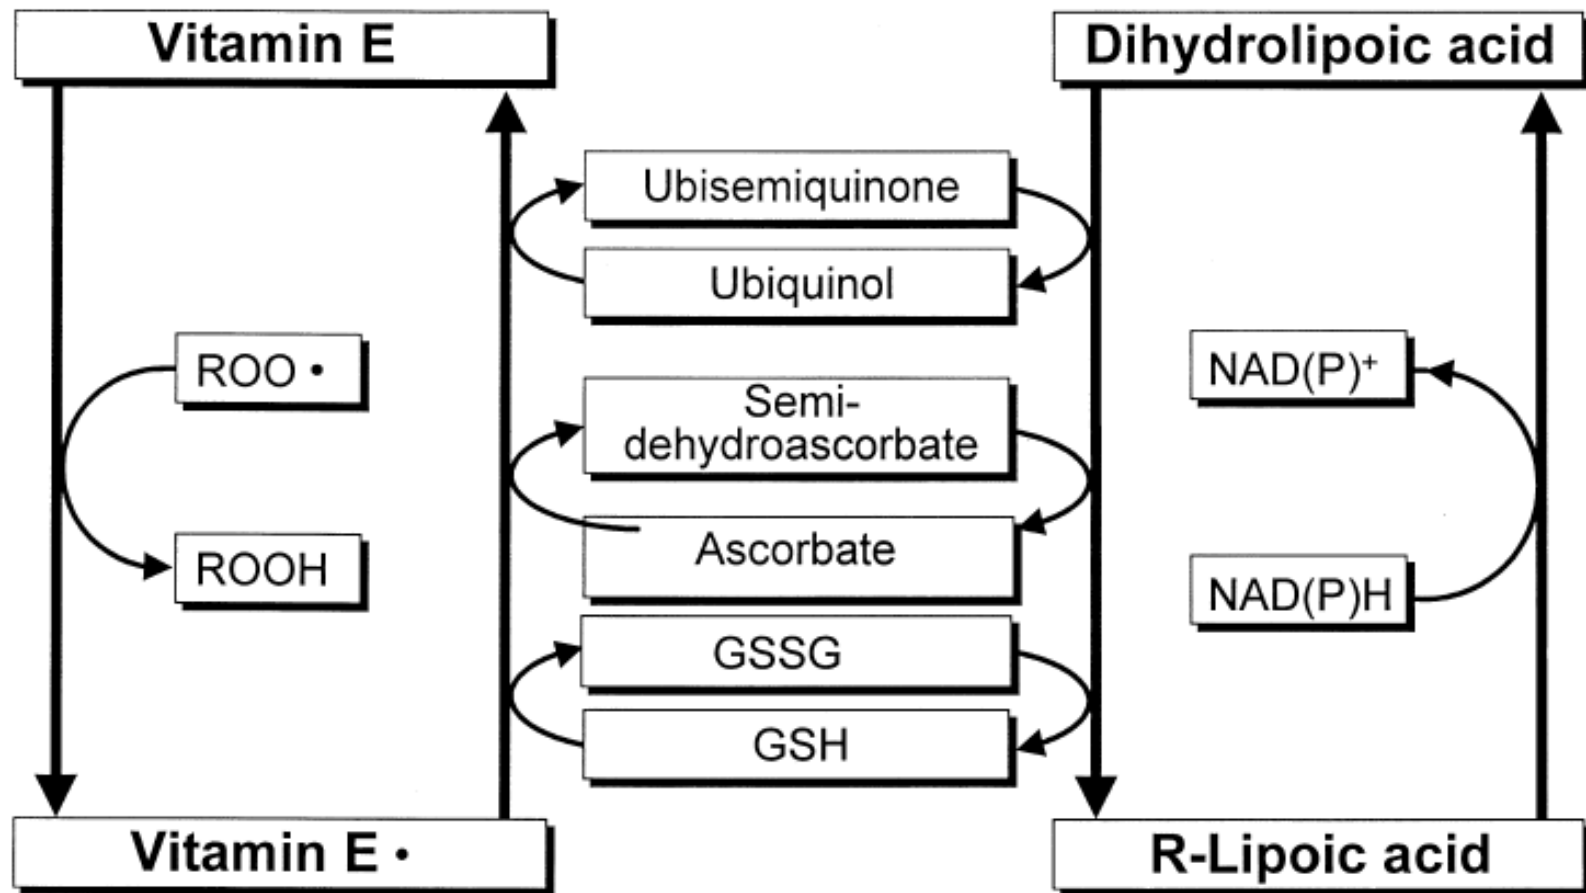 Vitamin E
Dihydrolipoic acid
Ubisemiquinone
Ubiquinol
ROO •
NAD(P)+
Semi-
dehydroascorbate
Ascorbate
ROOH
NAD(P)H
GSSG
GSH
Vitamin E •
R-Lipoic acid